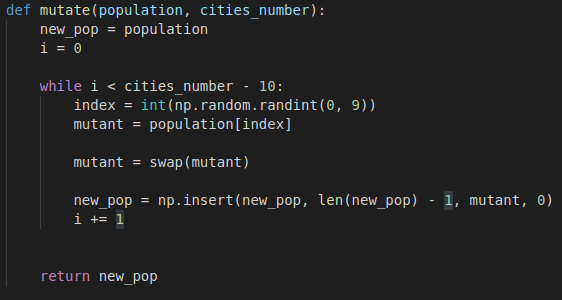 def mutate(population, cities_number):
    new_pop = population
    i = 0

    while i < cities_number - 10:
        index = int(np.random.randint(0, 9))
        mutant = population[index]

        mutant = swap(mutant)

        new_pop = np.insert(new_pop, len(new_pop) - 1, mutant, 0)
        i += 1


    return new_pop